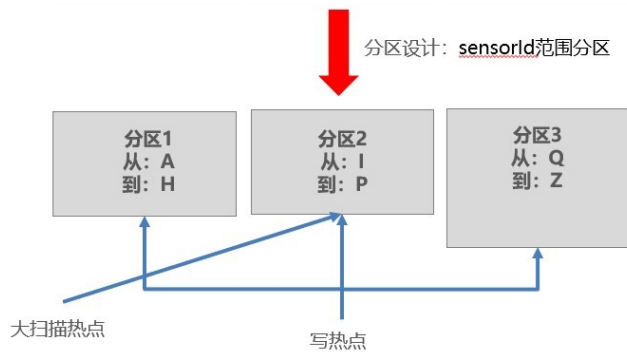 分区设计：sensorId范围分区
分区1
从：A
到：H
分区2
从：I
到：P
分区3
从：Q
到：Z
大扫描热点
写热点